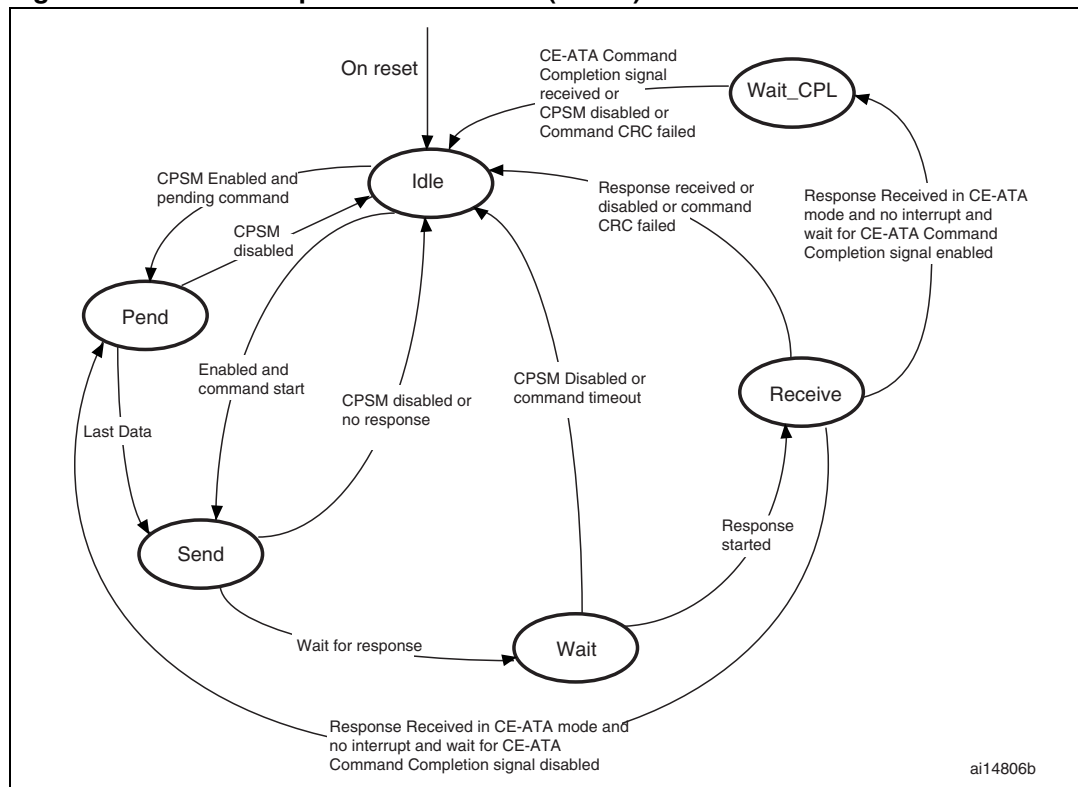 On reset
CE-ATA Command
Completion signal
received or
CPSM disabled or
Command CRC failed
Wait_CPL
Idle
CPSM Enabled and
pending command
CPSM
disabled
Response received or
disabled or command
CRC failed
Response Received in CE-ATA
mode and no interrupt and
wait for CE-ATA Command
Completion signal enabled
Pend
Enabled and
command start
CPSM disabled or
no response
CPSM Disabled or
command timeout
Receive
Last Data
Send
Response
started
Wait for response
Wait
Response Received in CE-ATA mode and
no interrupt and wait for CE-ATA
Command Completion signal disabled
ai14806b